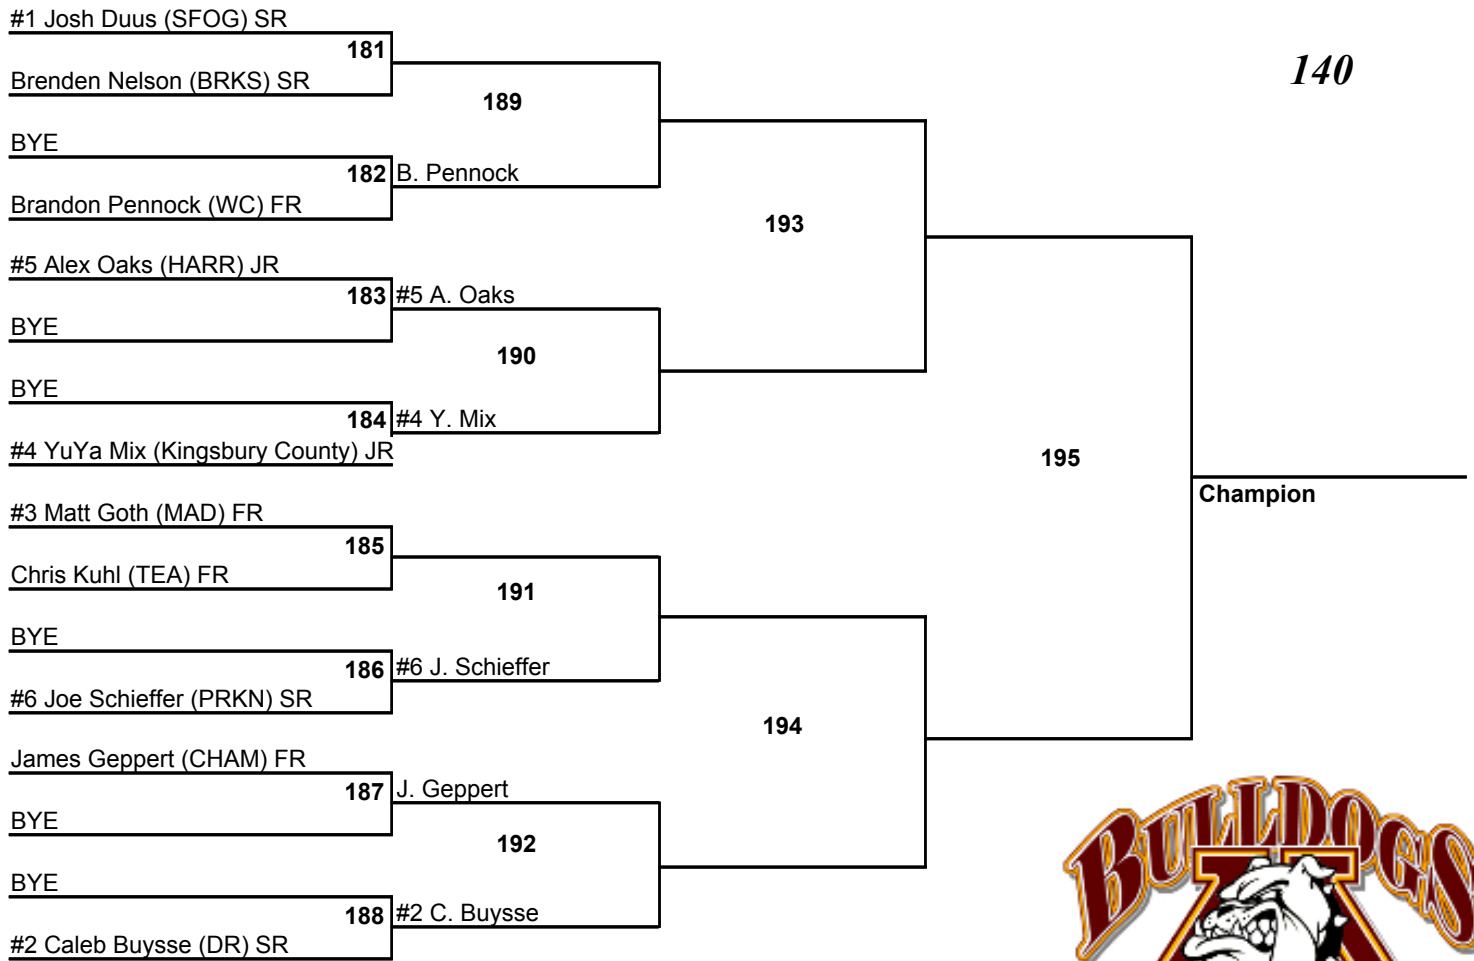 #1 Josh Duus (SFOG) SR
181
140
Brenden Nelson (BRKS) SR
189
BYE
182 B. Pennock
Brandon Pennock (WC) FR
193
#5 Alex Oaks (HARR) JR
183 #5 A. Oaks
BYE
190
BYE
184 #4 Y. Mix
#4 YuYa Mix (Kingsbury County) JR
195
Champion
#3 Matt Goth (MAD) FR
185
Chris Kuhl (TEA) FR
191
BYE
186 #6 J. Schieffer
#6 Joe Schieffer (PRKN) SR
194
James Geppert (CHAM) FR
187 J. Geppert
BYE
192
BYE
188 #2 C. Buysse
#2 Caleb Buysse (DR) SR
BULLDOGS